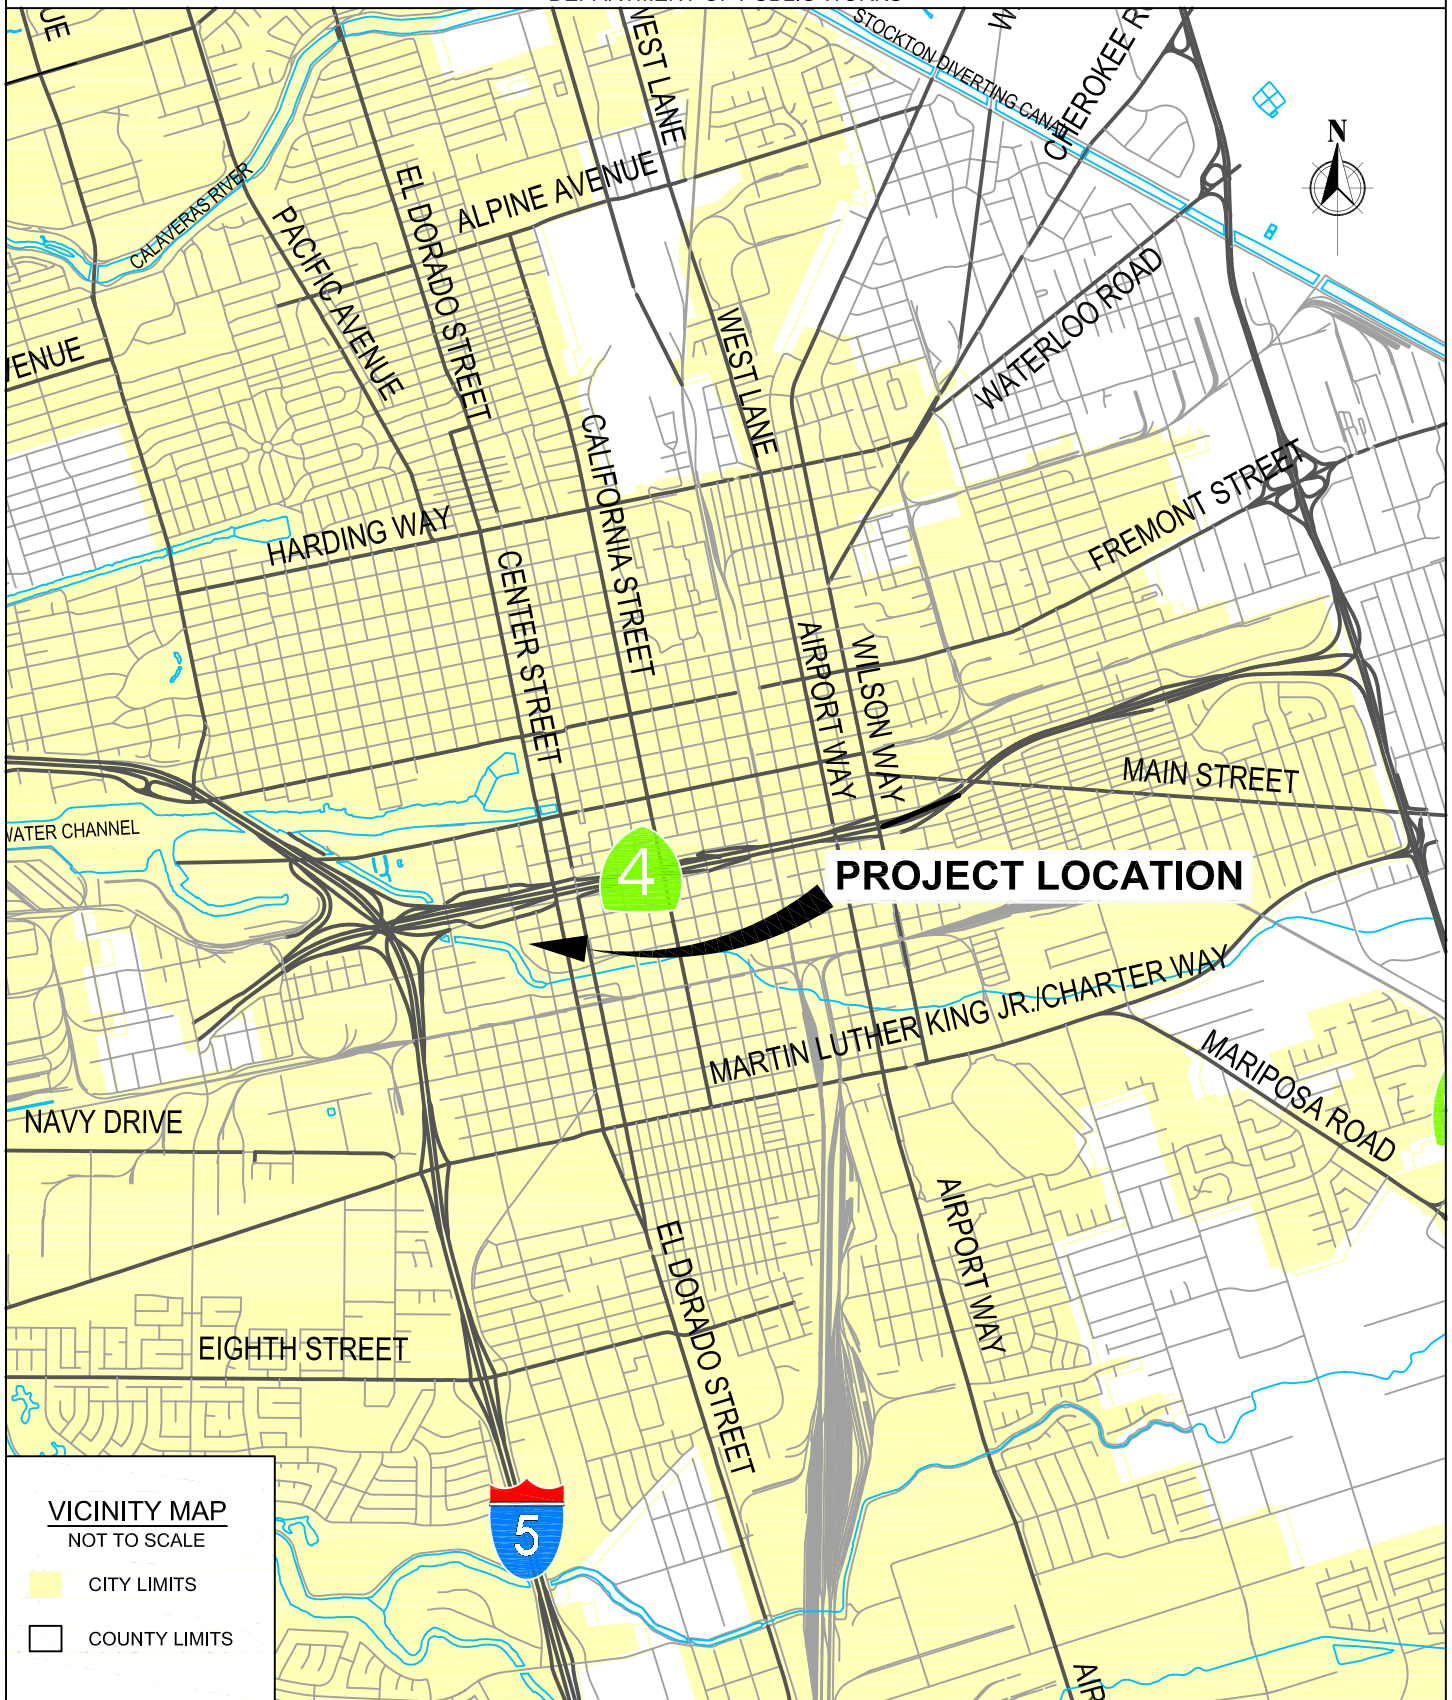 STOCKTON DIVERTING CANAL
WEST LANE
CHEROKEE
N
CALAVERAS RIVER
ALPINE AVENUE
EL DORADO STREET
PACIFIC AVENUE
WATERLOO ROAD
WEST LANE
CALIFORNIA STREET
FREMONT STREET
HARDING WAY
CENTER STREET
AIRPORT WAY
WILSON WAY
MAIN STREET
WATER CHANNEL
4
PROJECT LOCATION
MARTIN LUTHER KING JR./CHARTER WAY
MARIPOSA ROAD
NAVY DRIVE
AIRPORT WAY
EL DORADO STREET
EIGHTH STREET
5
VICINITY MAP
NOT TO SCALE
CITY LIMITS
COUNTY LIMITS